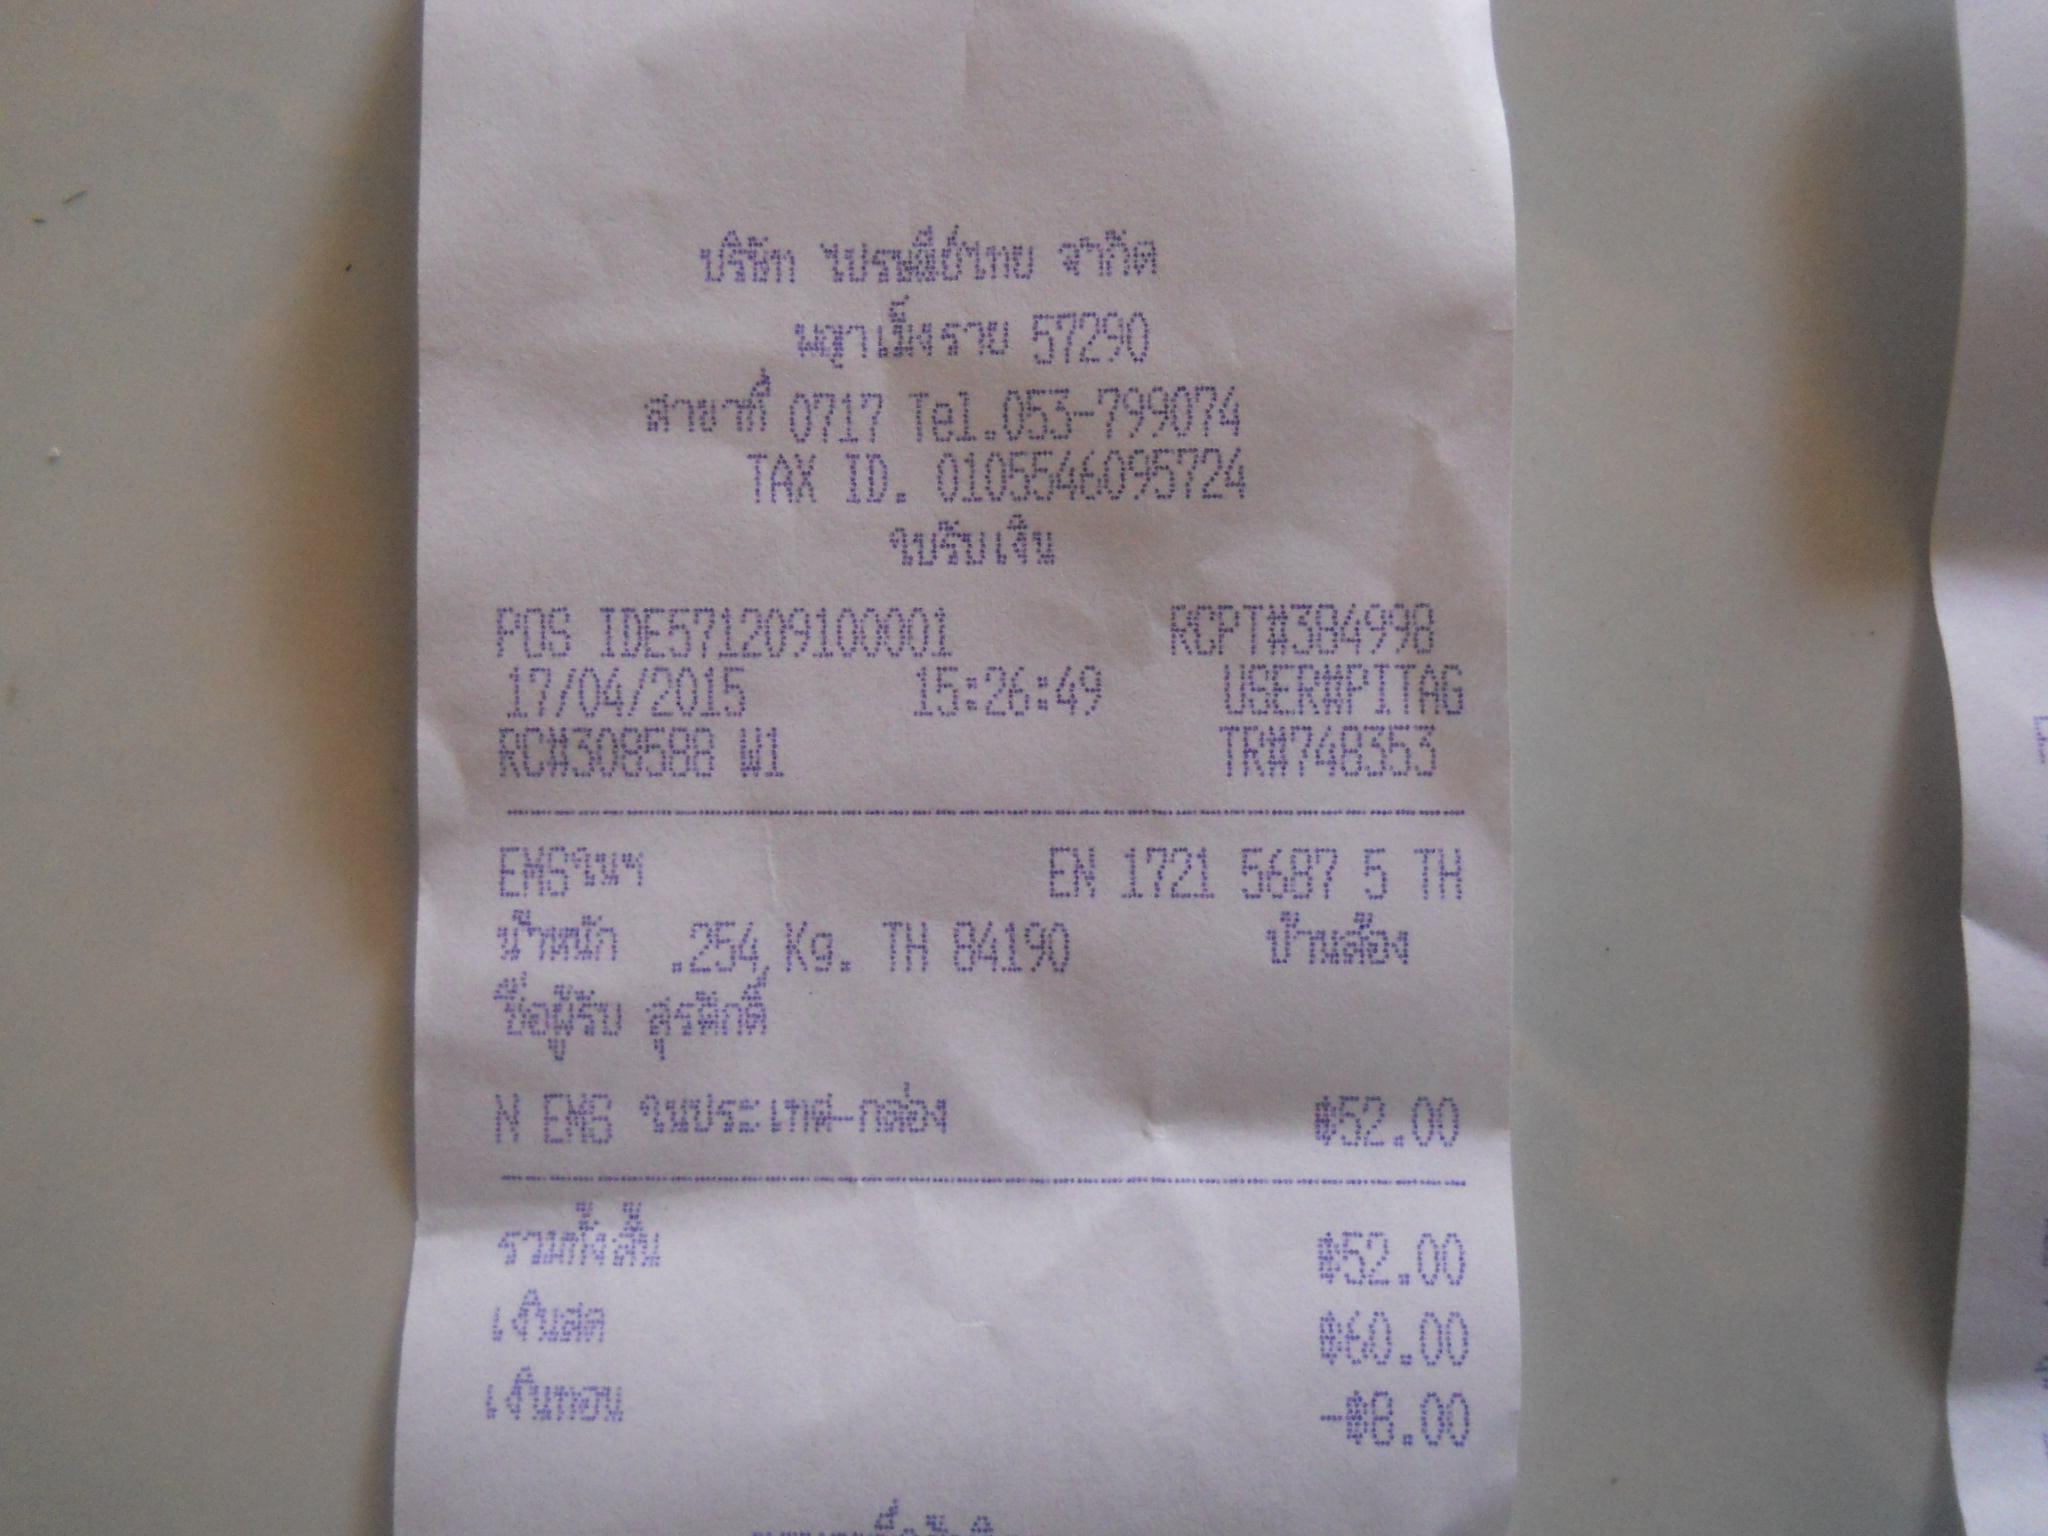 บริษัท ไปรษณีย์ไทย จำกัด
พญาเม็งราย 57290
สาขาที่ 0717 Tel.053-799074
TAX ID. 0105546095724
ใบรับเงิน
POS IDE571209100001 RCPT#384998
17/04/2015 15:26:49 USER#PITAG
RC#308588 W1 TR#748353
EMSในฯ EN 1721 5687 5 TH
น้ำหนัก .254 Kg. TH 84190 บ้านส้อง
ชื่อผู้รับ สุรศักดิ์
N EMS ในประเทศ-กล่อง ฿52.00
รวมทั้งสิ้น ฿52.00
เงินสด ฿60.00
เงินทอน -฿8.00